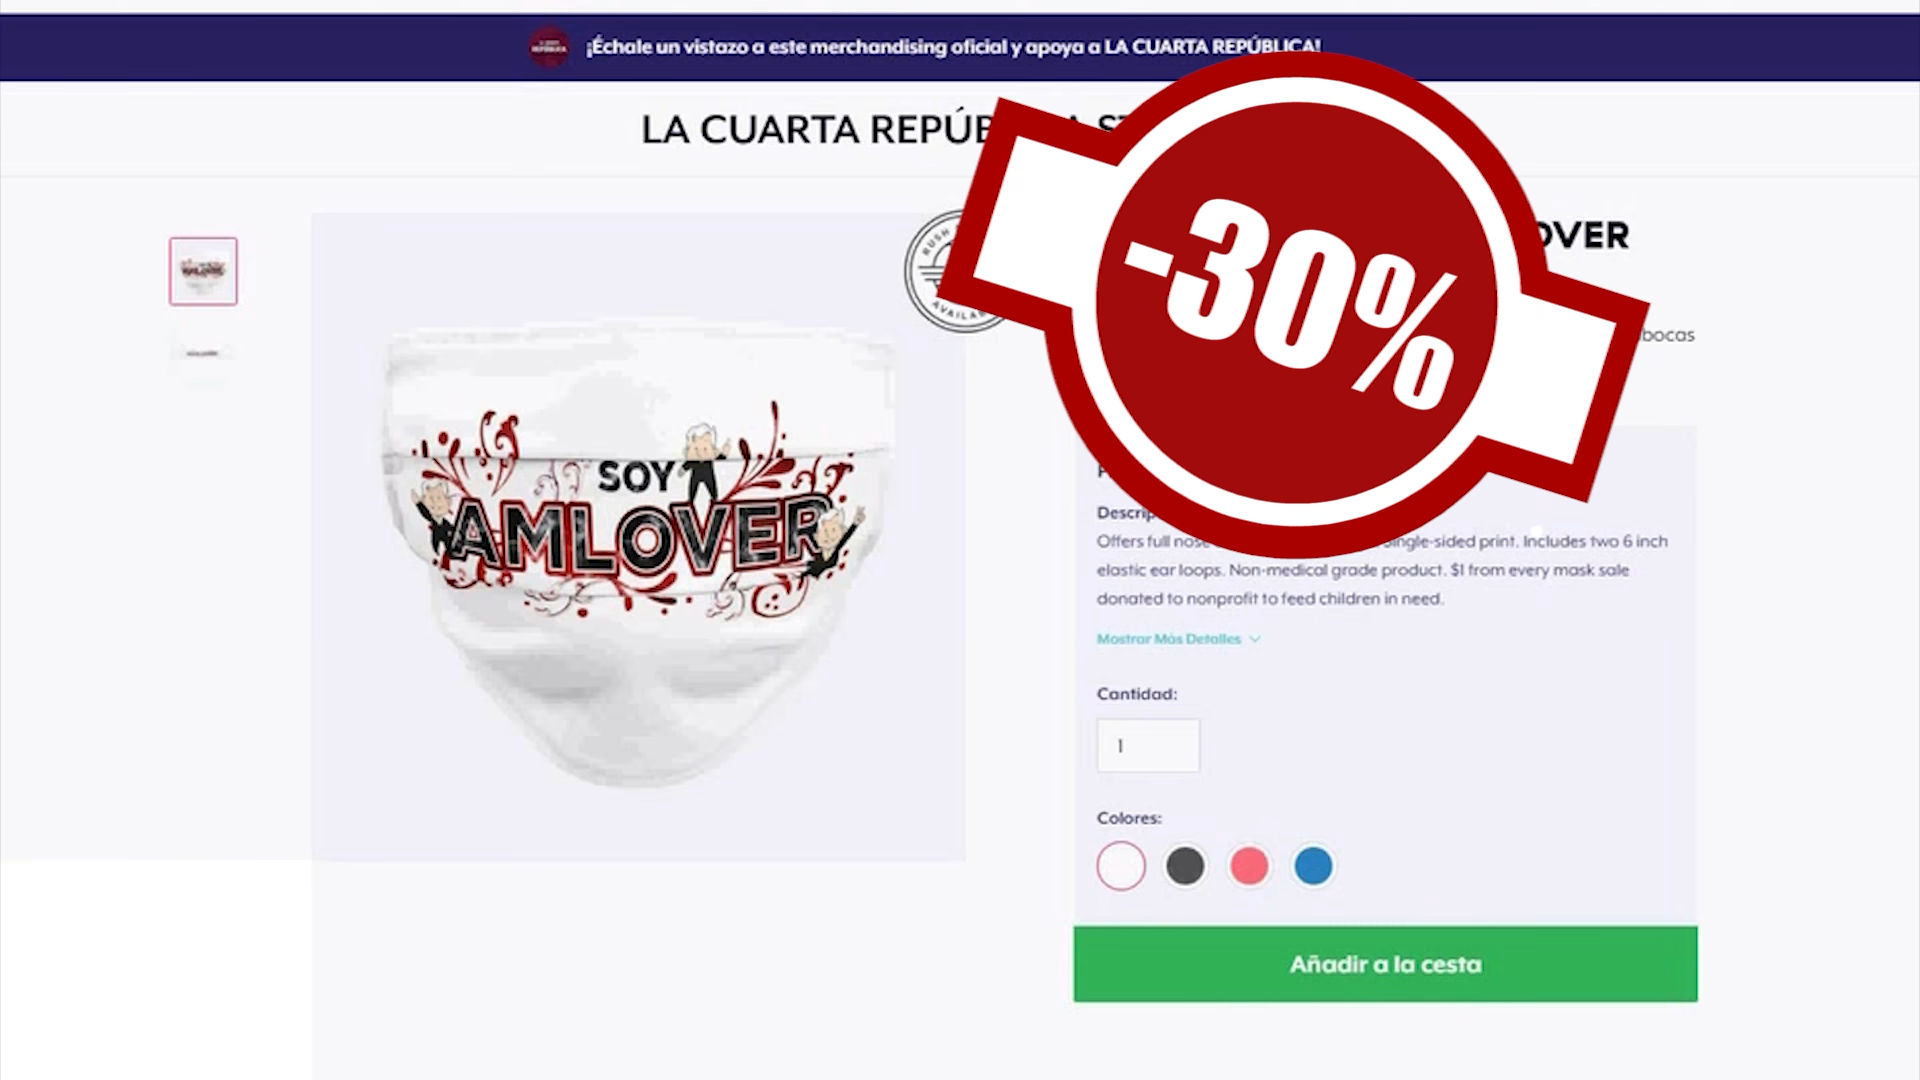 ¡Échale un vistazo a este merchandising oficial y apoya a LA CUARTA REPÚBLICA!
LA CUARTA REPÚB
-30%
OVER
RUSH
AVAILAB
bocas
SOY
AMLOVER
Descrip
Offers full nose single-sided print. Includes two 6 inch
elastic ear loops. Non-medical grade product. $1 from every mask sale
donated to nonprofit to feed children in need.
Mostrar Más Detalles
Cantidad:
1
Colores:
Añadir a la cesta